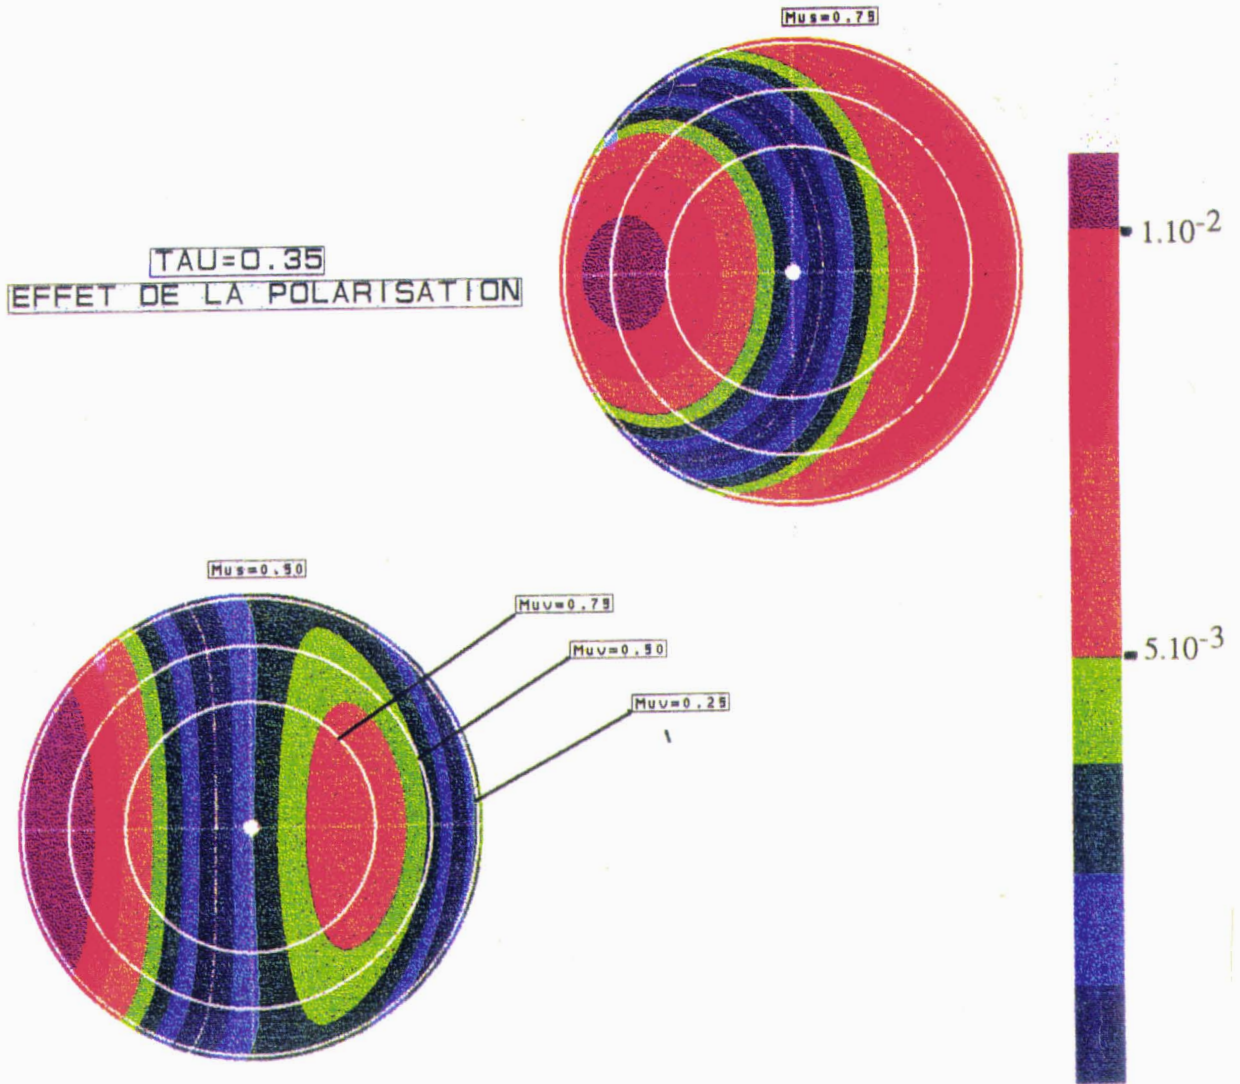 Mus=0.75
TAU=0.35
EFFET DE LA POLARISATION
1.10-2
5.10-3
Mus=0.50
Muv=0.75
Muv=0.50
Muv=0.25